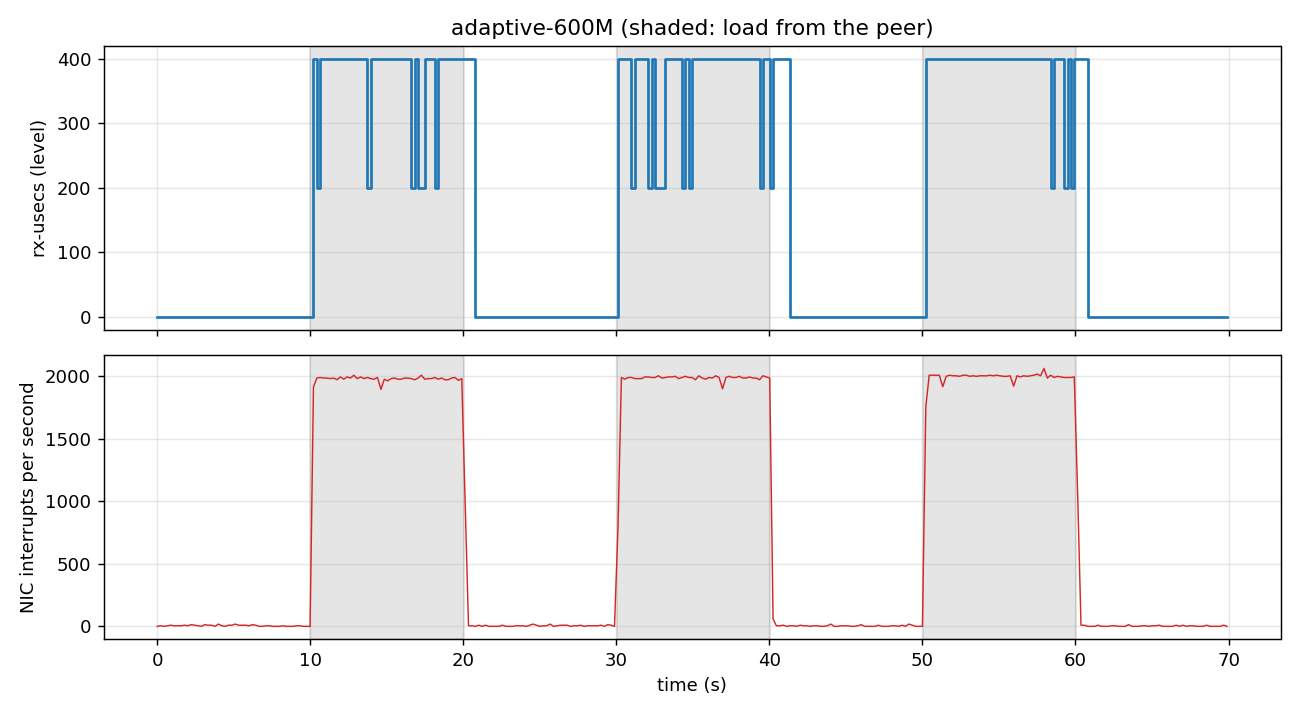 adaptive-600M (shaded: load from the peer)
rx-usecs (level)
400
300
200
100
0
NIC interrupts per second
2000
1500
1000
500
0
0 10 20 30 40 50 60 70
time (s)